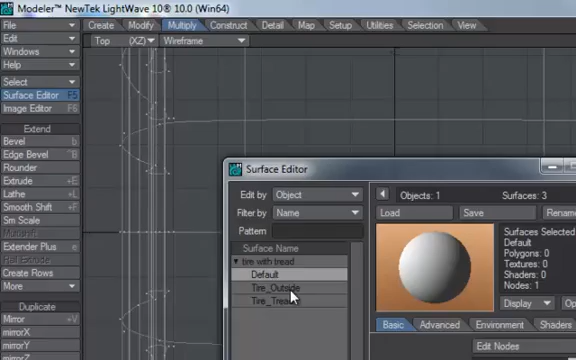 Modeler™ NewTek LightWave 10® 10.0 (Win64)
File
Create Modify Multiply Construct Detail Map Setup Utilities Selection View
Edit
Top (XZ) Wireframe
Windows
Help
Select
Surface Editor F5
Image Editor F6
Extend
Bevel b
Edge Bevel ^B
Rounder
Extrude +E
Lathe +L
Smooth Shift +F
Sm Scale
Extender Plus e
Create Rows
More
Duplicate
Mirror +V
mirrorX
mirrorY
Surface Editor
Edit by Object
Filter by Name
Pattern
Surface Name
tire with tread
Default
Tire_Outside
Objects: 1 Surfaces: 3
Load Save
Surfaces Selected
Default
Polygons: 0
Textures: 0
Shaders: 0
Nodes: 1
Display
Basic Advanced Environment Shaders
Edit Nodes